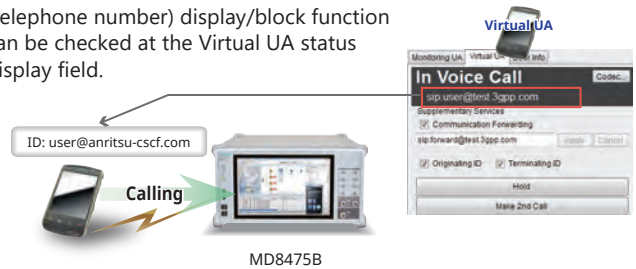 elephone number) display/block function
an be checked at the Virtual UA status
isplay field.
Virtual UA
Monitoring UA Virtual UA User Info
In Voice Call Codec...
sip:user@test.3gpp.com
Supplementary Services
Communication Forwarding
sip:forward@test.3gpp.com Apply Cancel
Originating ID Terminating ID
Hold
Make 2nd Call
ID: user@anritsu-cscf.com
Calling
MD8475B